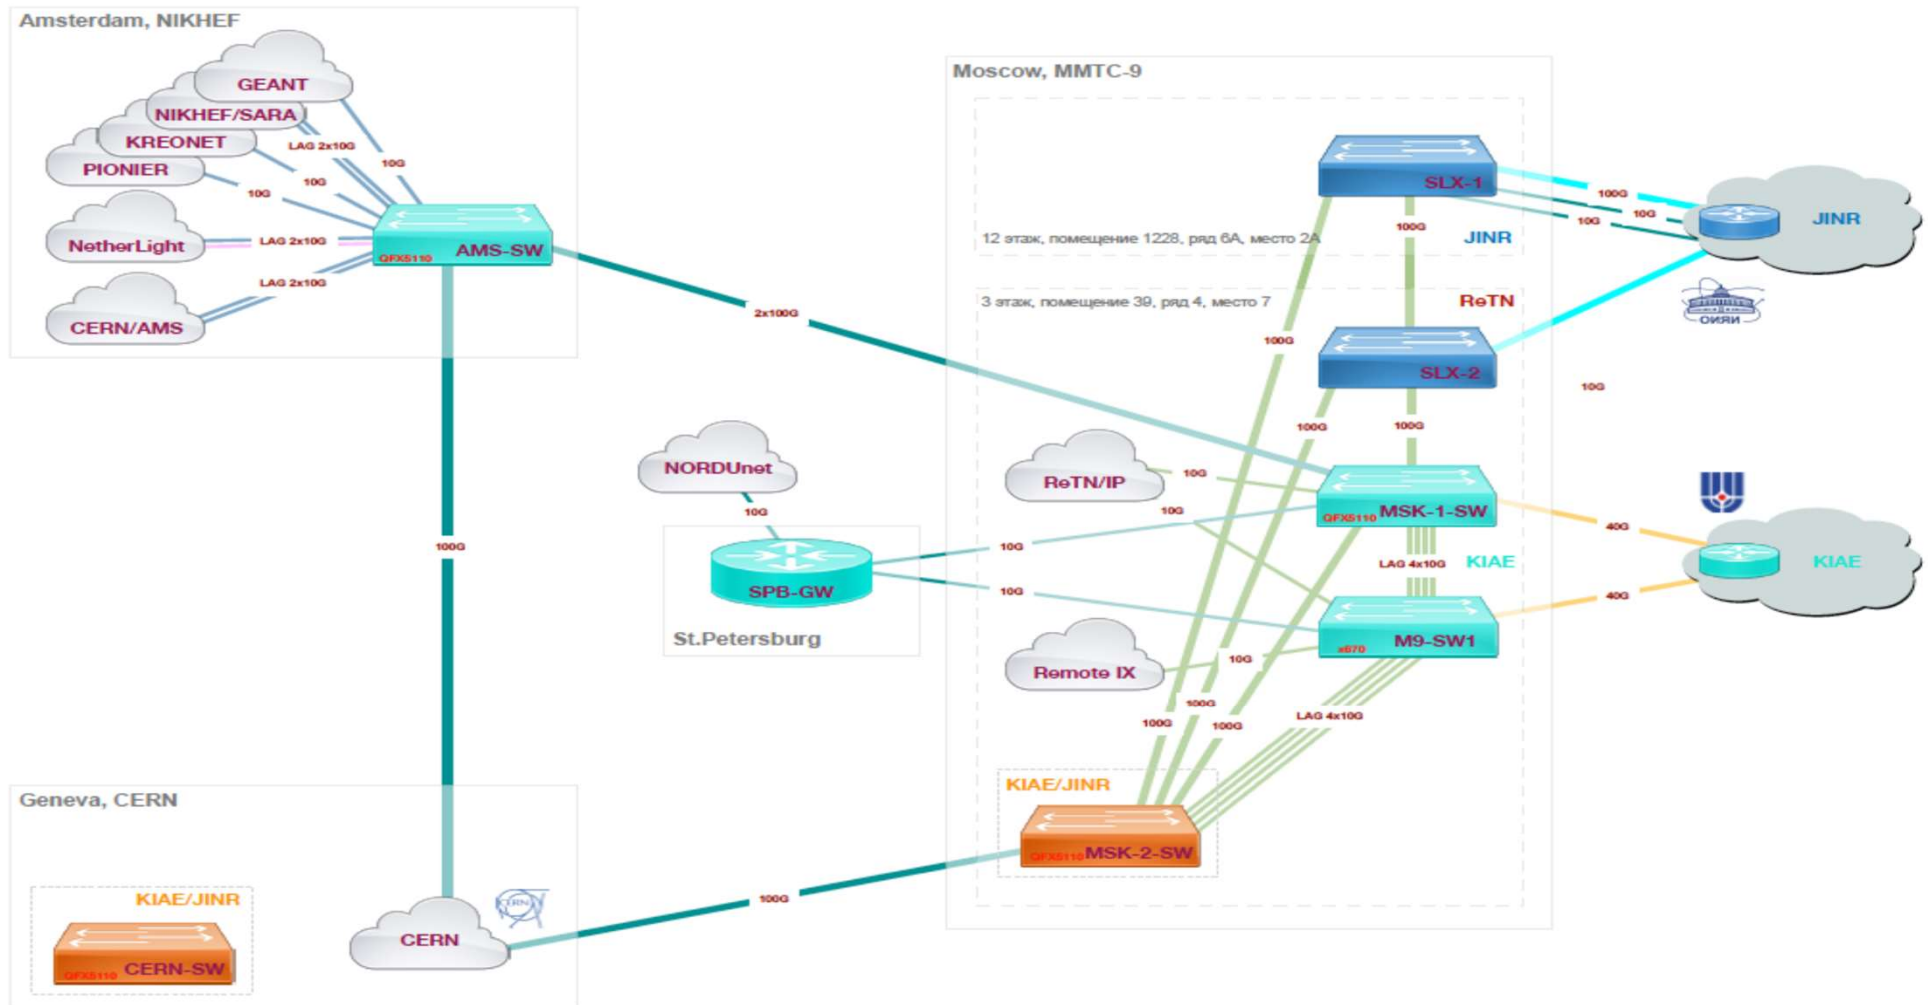 Amsterdam, NIKHEF
GEANT
NIKHEF/SARA
KREONET
PIONIER
NetherLight
CERN/AMS
LAG 2x10G
10G
10G
10G
LAG 2x10G
LAG 2x10G
QFX5110
AMS-SW
2x100G
100G
Moscow, MMTC-9
SLX-1
100G
12 этаж, помещение 1228, ряд 6А, место 2А
JINR
100G
10G
10G
JINR
ОИЯИ
3 этаж, помещение 39, ряд 4, место 7
ReTN
100G
SLX-2
10G
100G
100G
NORDUnet
10G
SPB-GW
St.Petersburg
10G
10G
ReTN/IP
10G
10G
QFX5110
MSK-1-SW
LAG 4x10G
KIAE
40G
40G
KIAE
x670
M9-SW1
Remote IX
10G
100G
100G
100G
LAG 4x10G
KIAE/JINR
QFX5110
MSK-2-SW
100G
Geneva, CERN
KIAE/JINR
QFX5110
CERN-SW
CERN
CERN